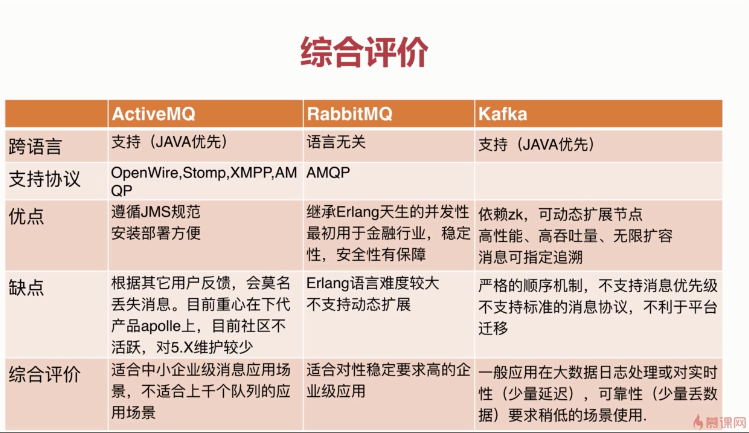 综合评价
ActiveMQ RabbitMQ Kafka
跨语言 支持（JAVA优先） 语言无关 支持（JAVA优先）
支持协议 OpenWire,Stomp,XMPP,AM
QP AMQP
优点 遵循JMS规范
安装部署方便
继承Erlang天生的并发性
最初用于金融行业，稳定
性，安全性有保障
依赖zk，可动态扩展节点
高性能、高吞吐量、无限扩容
消息可指定追溯
缺点 根据其它用户反馈，会莫名
丢失消息。目前重心在下代
产品apolle上，目前社区不
活跃，对5.X维护较少
Erlang语言难度较大
不支持动态扩展
严格的顺序机制，不支持消息优先级
不支持标准的消息协议，不利于平台
迁移
综合评价 适合中小企业级消息应用场
景，不适合上千个队列的应
用场景
适合对性稳定要求高的企
业级应用
一般应用在大数据日志处理或对实时
性（少量延迟），可靠性（少量丢数
据）要求稍低的场景使用.
慕课网